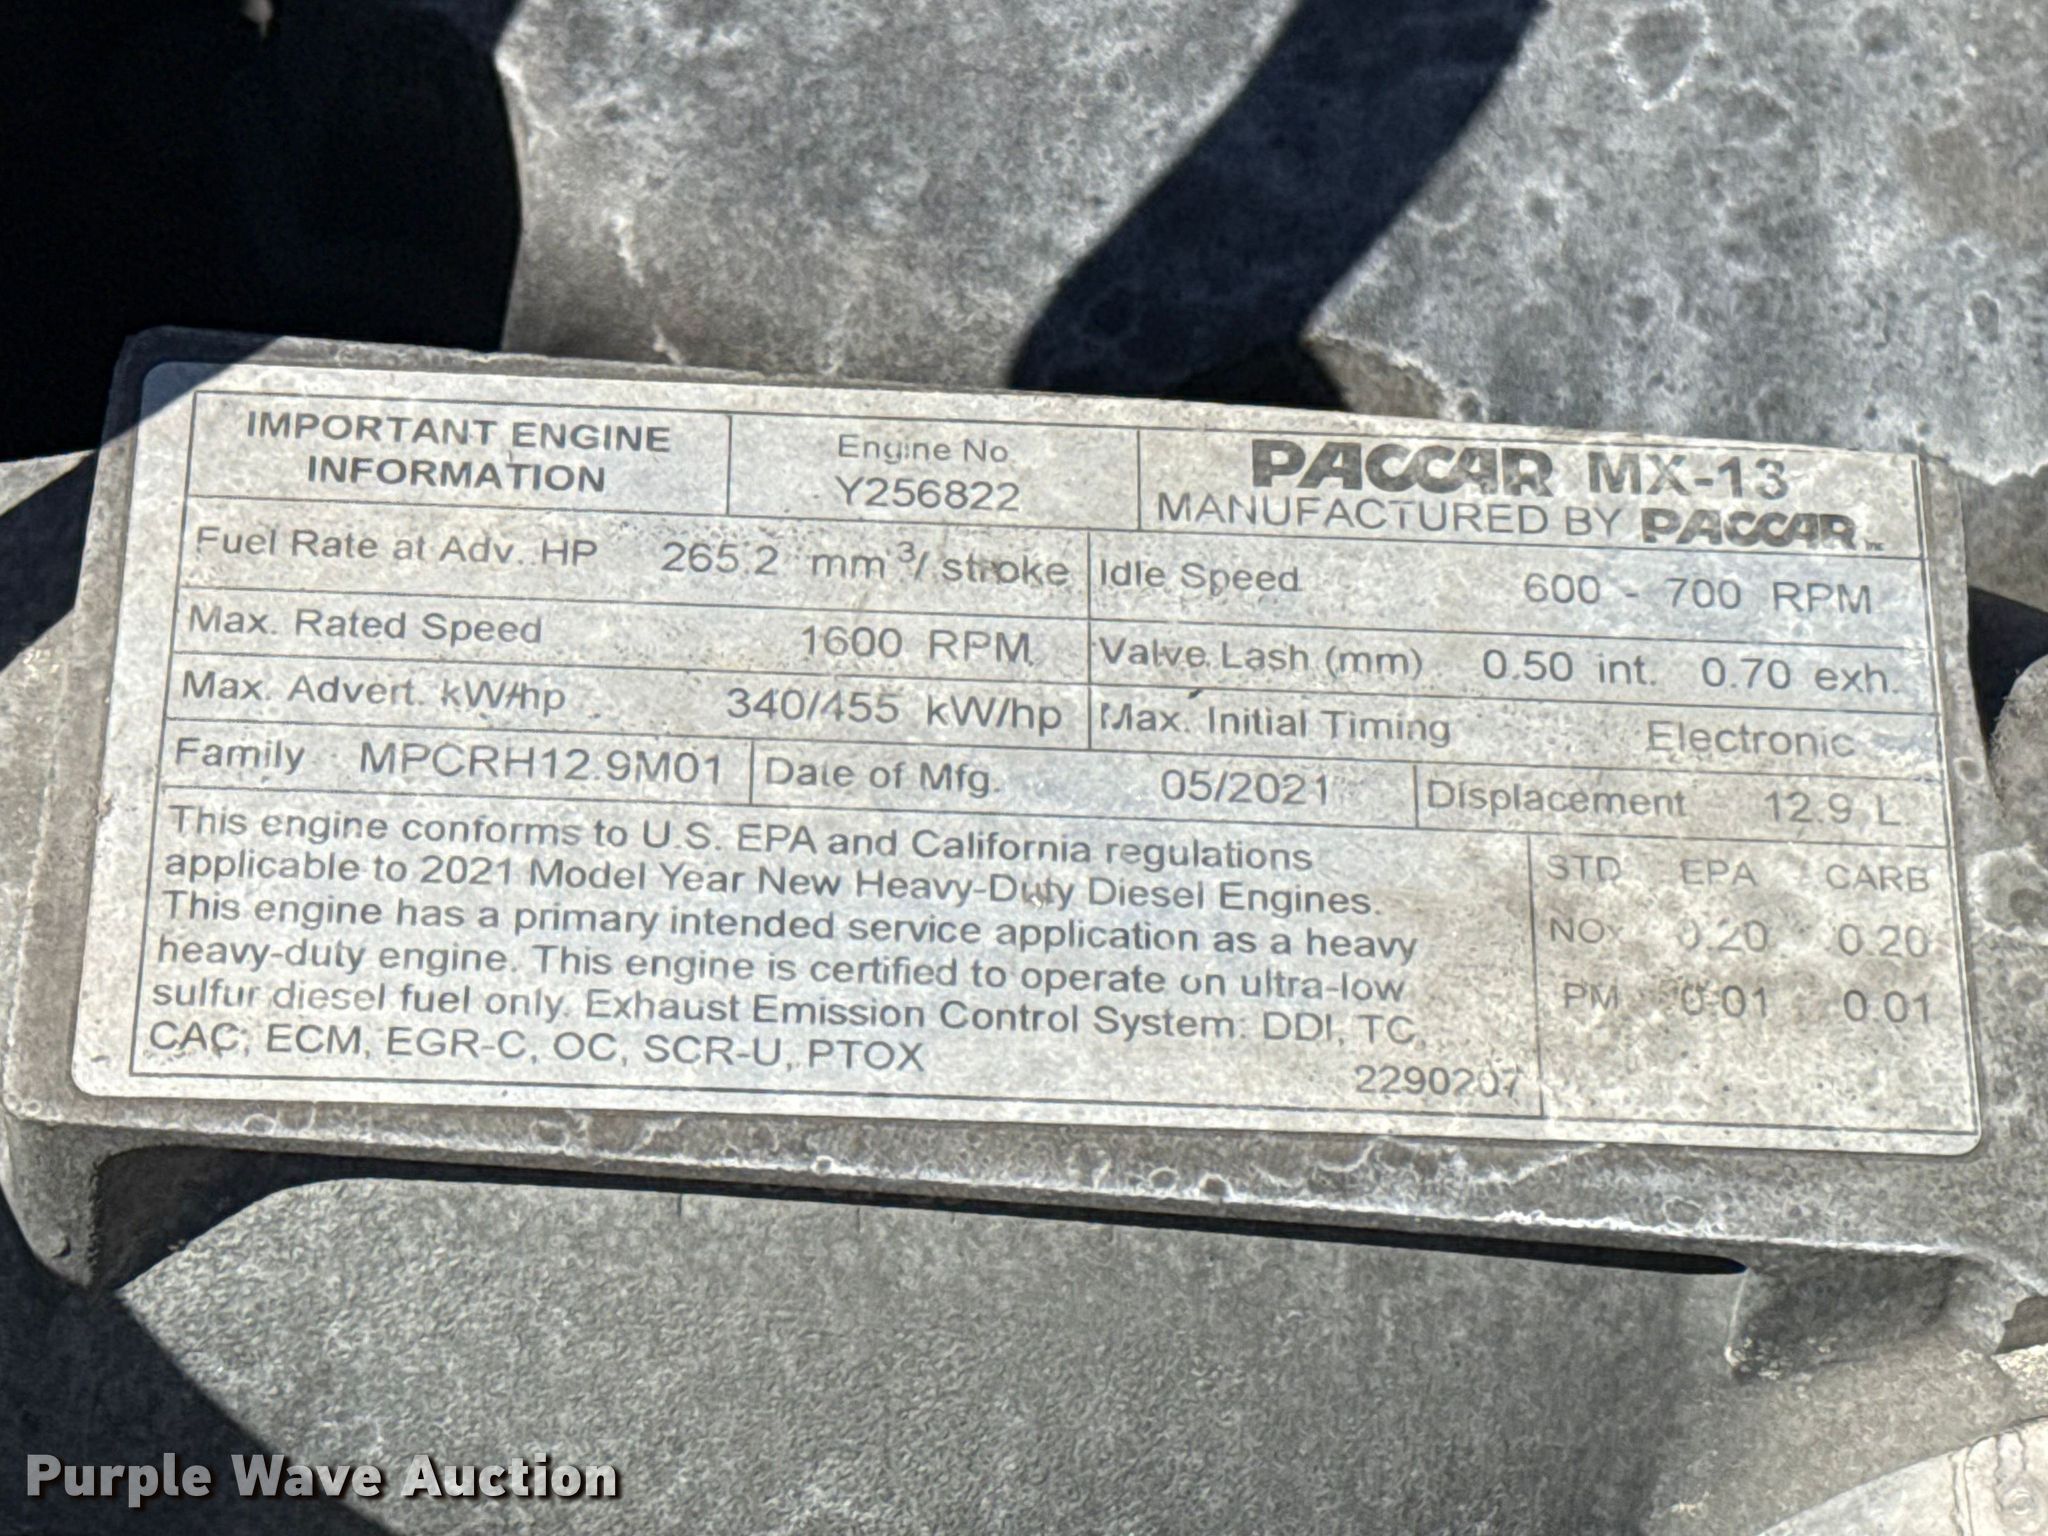 IMPORTANT ENGINE
INFORMATION
Engine No
Y256822
PACCAR MX-13
MANUFACTURED BY PACCAR™
Fuel Rate at Adv. HP 265.2 mm³/ stroke
Idle Speed 600 - 700 RPM
Max. Rated Speed 1600 RPM
Valve Lash (mm) 0.50 int. 0.70 exh.
Max. Advert. kW/hp 340/455 kW/hp
Max. Initial Timing Electronic
Family MPCRH12.9M01
Date of Mfg. 05/2021
Displacement 12.9 L
This engine conforms to U.S. EPA and California regulations
applicable to 2021 Model Year New Heavy-Duty Diesel Engines.
This engine has a primary intended service application as a heavy
heavy-duty engine. This engine is certified to operate on ultra-low
sulfur diesel fuel only. Exhaust Emission Control System: DDI, TC,
CAC, ECM, EGR-C, OC, SCR-U, PTOX
2290207
STD EPA CARB
NOx 0.20 0.20
PM 0.01 0.01
Purple Wave Auction